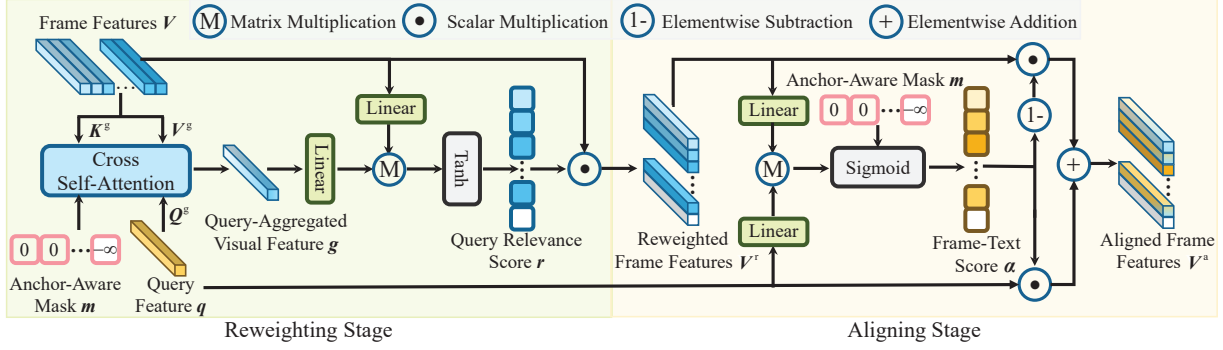 Frame Features V
M Matrix Multiplication
Scalar Multiplication
1- Elementwise Subtraction
+ Elementwise Addition
...
K^g
V^g
Cross
Self-Attention
Q^g
0 0 ... −∞
Anchor-Aware
Mask m
Query
Feature q
Query-Aggregated
Visual Feature g
Linear
Linear
M
Tanh
Query Relevance
Score r
Reweighting Stage
Reweighted
Frame Features V^r
Linear
M
Linear
Anchor-Aware Mask m
0 0 ... −∞
Sigmoid
Frame-Text
Score α
1-
+
Aligned Frame
Features V^a
Aligning Stage